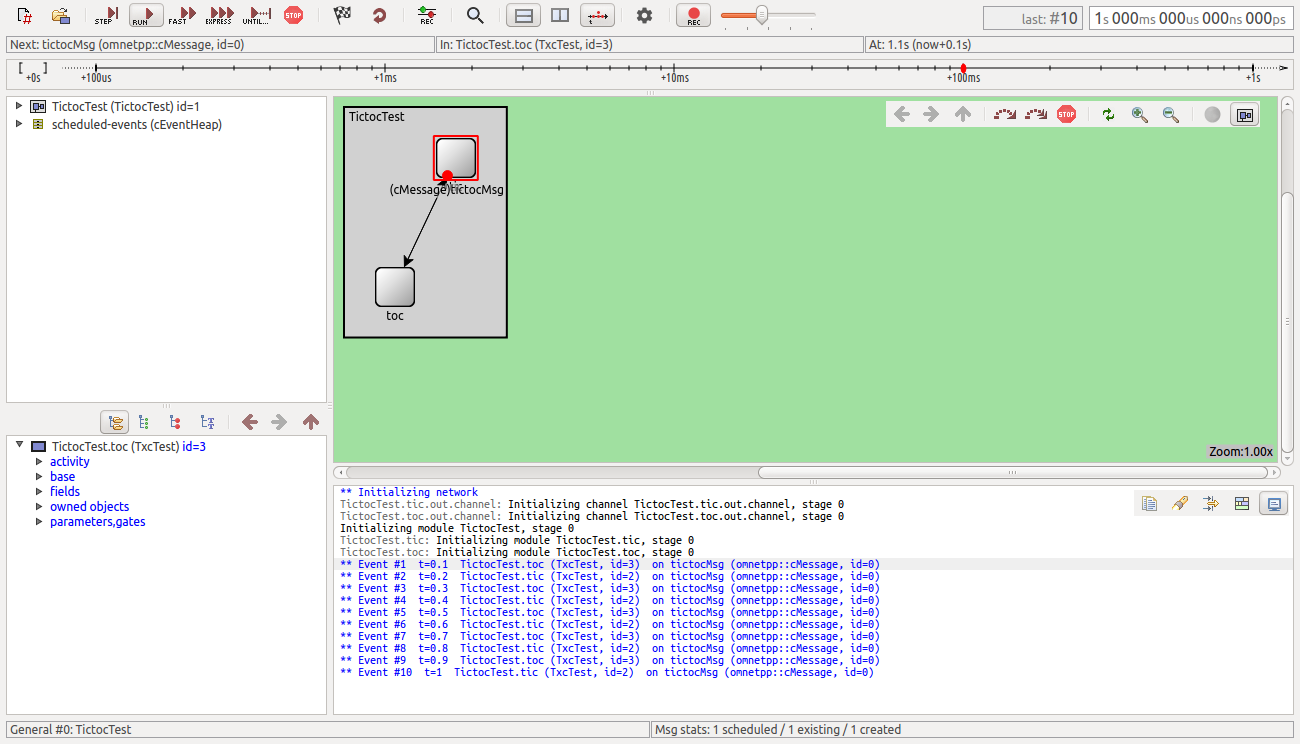 STEP RUN FAST EXPRESS UNTIL... STOP REC REC last: #10 1s 000ms 000us 000ns 000ps
Next: tictocMsg (omnetpp::cMessage, id=0) In: TictocTest.toc (TxcTest, id=3) At: 1.1s (now+0.1s)
[ ]
+0s +100us +1ms +10ms +100ms +1s
TictocTest (TictocTest) id=1
scheduled-events (cEventHeap)
TictocTest
STOP
(cMessage)tictocMsg
toc
Zoom:1.00x
TictocTest.toc (TxcTest) id=3
activity
base
fields
owned objects
parameters,gates
** Initializing network
TictocTest.tic.out.channel: Initializing channel TictocTest.tic.out.channel, stage 0
TictocTest.toc.out.channel: Initializing channel TictocTest.toc.out.channel, stage 0
Initializing module TictocTest, stage 0
TictocTest.tic: Initializing module TictocTest.tic, stage 0
TictocTest.toc: Initializing module TictocTest.toc, stage 0
** Event #1 t=0.1 TictocTest.toc (TxcTest, id=3) on tictocMsg (omnetpp::cMessage, id=0)
** Event #2 t=0.2 TictocTest.tic (TxcTest, id=2) on tictocMsg (omnetpp::cMessage, id=0)
** Event #3 t=0.3 TictocTest.toc (TxcTest, id=3) on tictocMsg (omnetpp::cMessage, id=0)
** Event #4 t=0.4 TictocTest.tic (TxcTest, id=2) on tictocMsg (omnetpp::cMessage, id=0)
** Event #5 t=0.5 TictocTest.toc (TxcTest, id=3) on tictocMsg (omnetpp::cMessage, id=0)
** Event #6 t=0.6 TictocTest.tic (TxcTest, id=2) on tictocMsg (omnetpp::cMessage, id=0)
** Event #7 t=0.7 TictocTest.toc (TxcTest, id=3) on tictocMsg (omnetpp::cMessage, id=0)
** Event #8 t=0.8 TictocTest.tic (TxcTest, id=2) on tictocMsg (omnetpp::cMessage, id=0)
** Event #9 t=0.9 TictocTest.toc (TxcTest, id=3) on tictocMsg (omnetpp::cMessage, id=0)
** Event #10 t=1 TictocTest.tic (TxcTest, id=2) on tictocMsg (omnetpp::cMessage, id=0)
General #0: TictocTest Msg stats: 1 scheduled / 1 existing / 1 created